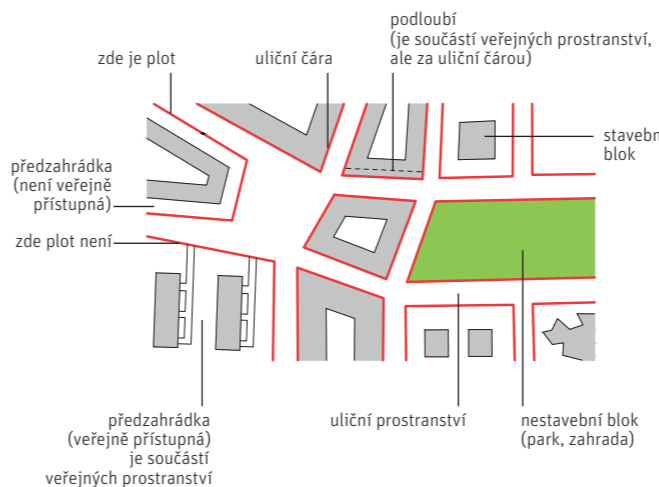 podloubí
(je součástí veřejných prostranství,
ale za uliční čárou)
zde je plot
uliční čára
stavební
blok
předzahrádka
(není veřejně
přístupná)
zde plot není
předzahrádka
(veřejně přístupná)
je součástí
veřejných prostranství
uliční prostranství
nestavební blok
(park, zahrada)